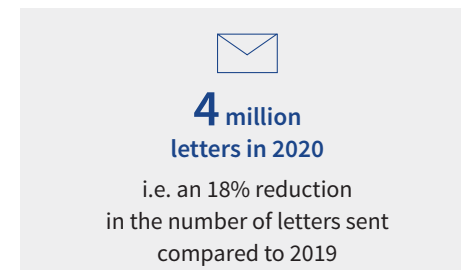 4 million
letters in 2020
i.e. an 18% reduction
in the number of letters sent
compared to 2019